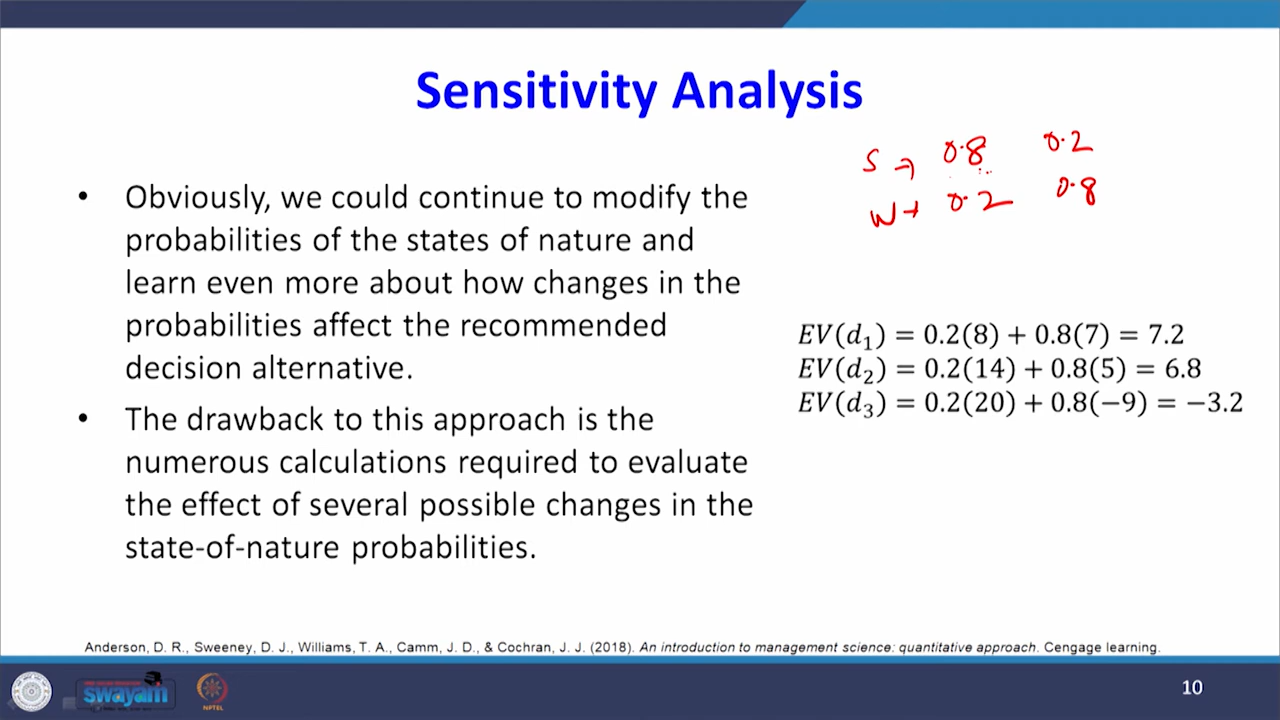 Sensitivity Analysis
S → 0.8 0.2
W → 0.2 0.8
• Obviously, we could continue to modify the
probabilities of the states of nature and
learn even more about how changes in the
probabilities affect the recommended
decision alternative.
• The drawback to this approach is the
numerous calculations required to evaluate
the effect of several possible changes in the
state-of-nature probabilities.
EV(d₁) = 0.2(8) + 0.8(7) = 7.2
EV(d₂) = 0.2(14) + 0.8(5) = 6.8
EV(d₃) = 0.2(20) + 0.8(−9) = −3.2
Anderson, D. R., Sweeney, D. J., Williams, T. A., Camm, J. D., & Cochran, J. J. (2018). An introduction to management science: quantitative approach. Cengage learning.
swayam
NPTEL
10